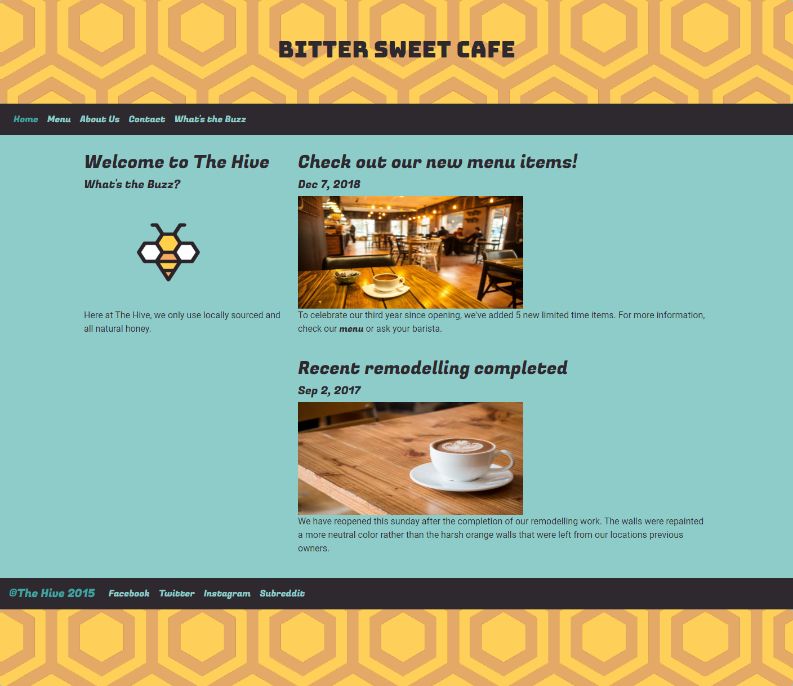 BITTER SWEET CAFE
Home Menu About Us Contact What's the Buzz
Welcome to The Hive
What's the Buzz?
Here at The Hive, we only use locally sourced and
all natural honey.
Check out our new menu items!
Dec 7, 2018
To celebrate our third year since opening, we've added 5 new limited time items. For more information,
check our menu or ask your barista.
Recent remodelling completed
Sep 2, 2017
We have reopened this sunday after the completion of our remodelling work. The walls were repainted
a more neutral color rather than the harsh orange walls that were left from our locations previous
owners.
©The Hive 2015 Facebook Twitter Instagram Subreddit